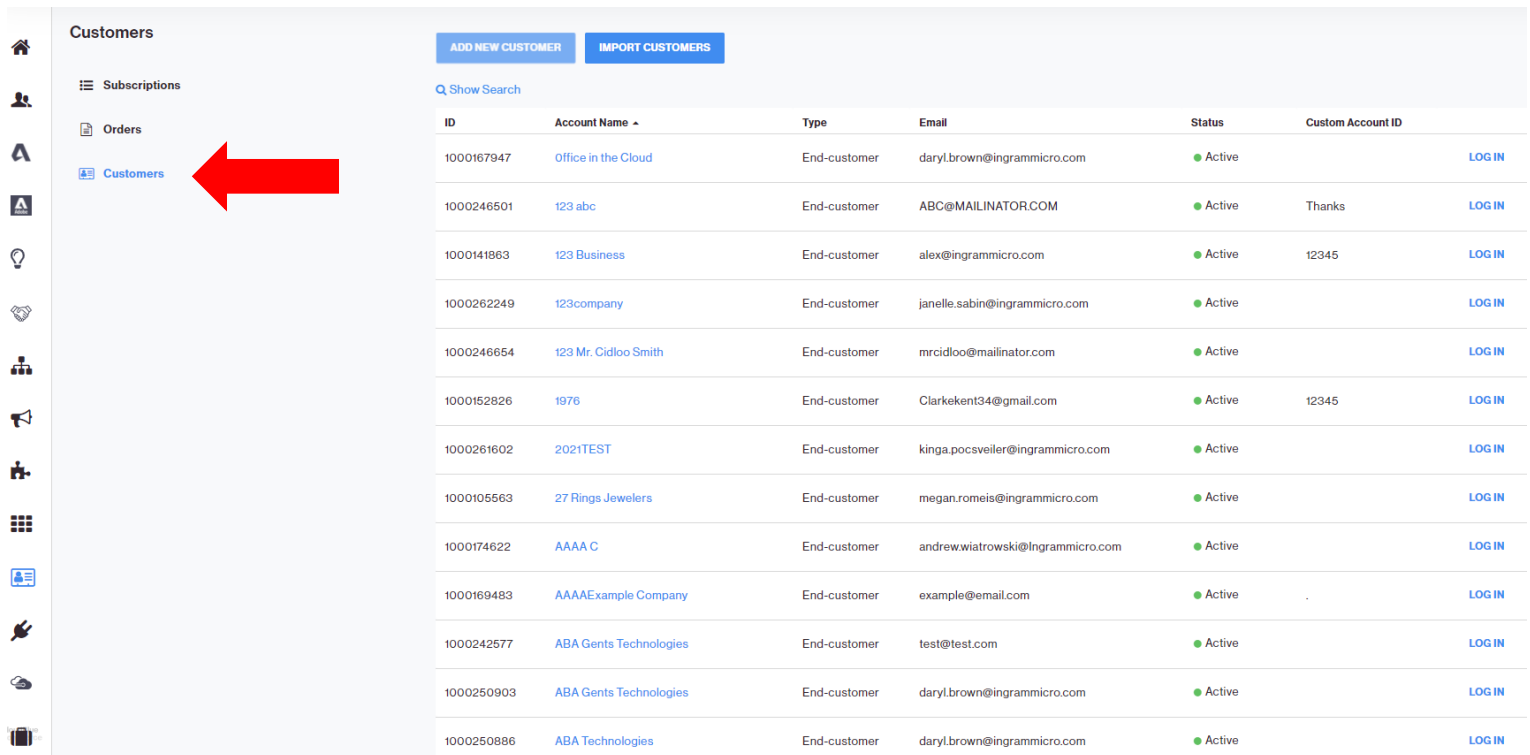 Customers
Subscriptions
Orders
Customers
ADD NEW CUSTOMER IMPORT CUSTOMERS
Show Search
ID Account Name Type Email Status Custom Account ID
1000167947 0ffice in the Cloud End-customer daryl.brown@ingrammicro.com Active LOG IN
1000246501 123 abc End-customer ABC@MAILINATOR.COM Active Thanks LOG IN
1000141863 123 Business End-customer alex@ingrammicro.com Active 12345 LOG IN
1000262249 123company End-customer janelle.sabin@ingrammicro.com Active LOG IN
1000246654 123 Mr. Cidloo Smith End-customer mrcidloo@mailinator.com Active LOG IN
1000152826 1976 End-customer Clarkekent34@gmail.com Active 12345 LOG IN
1000261602 2021TEST End-customer kinga.pocsveiler@ingrammicro.com Active LOG IN
1000105563 27 Rings Jewelers End-customer megan.romeis@ingrammicro.com Active LOG IN
1000174622 AAAA C End-customer andrew.wiatrowski@Ingrammicro.com Active LOG IN
1000169483 AAAAExample Company End-customer example@email.com Active . LOG IN
1000242577 ABA Gents Technologies End-customer test@test.com Active LOG IN
1000250903 ABA Gents Technologies End-customer daryl.brown@ingrammicro.com Active LOG IN
1000250886 ABA Technologies End-customer daryl.brown@ingrammicro.com Active LOG IN